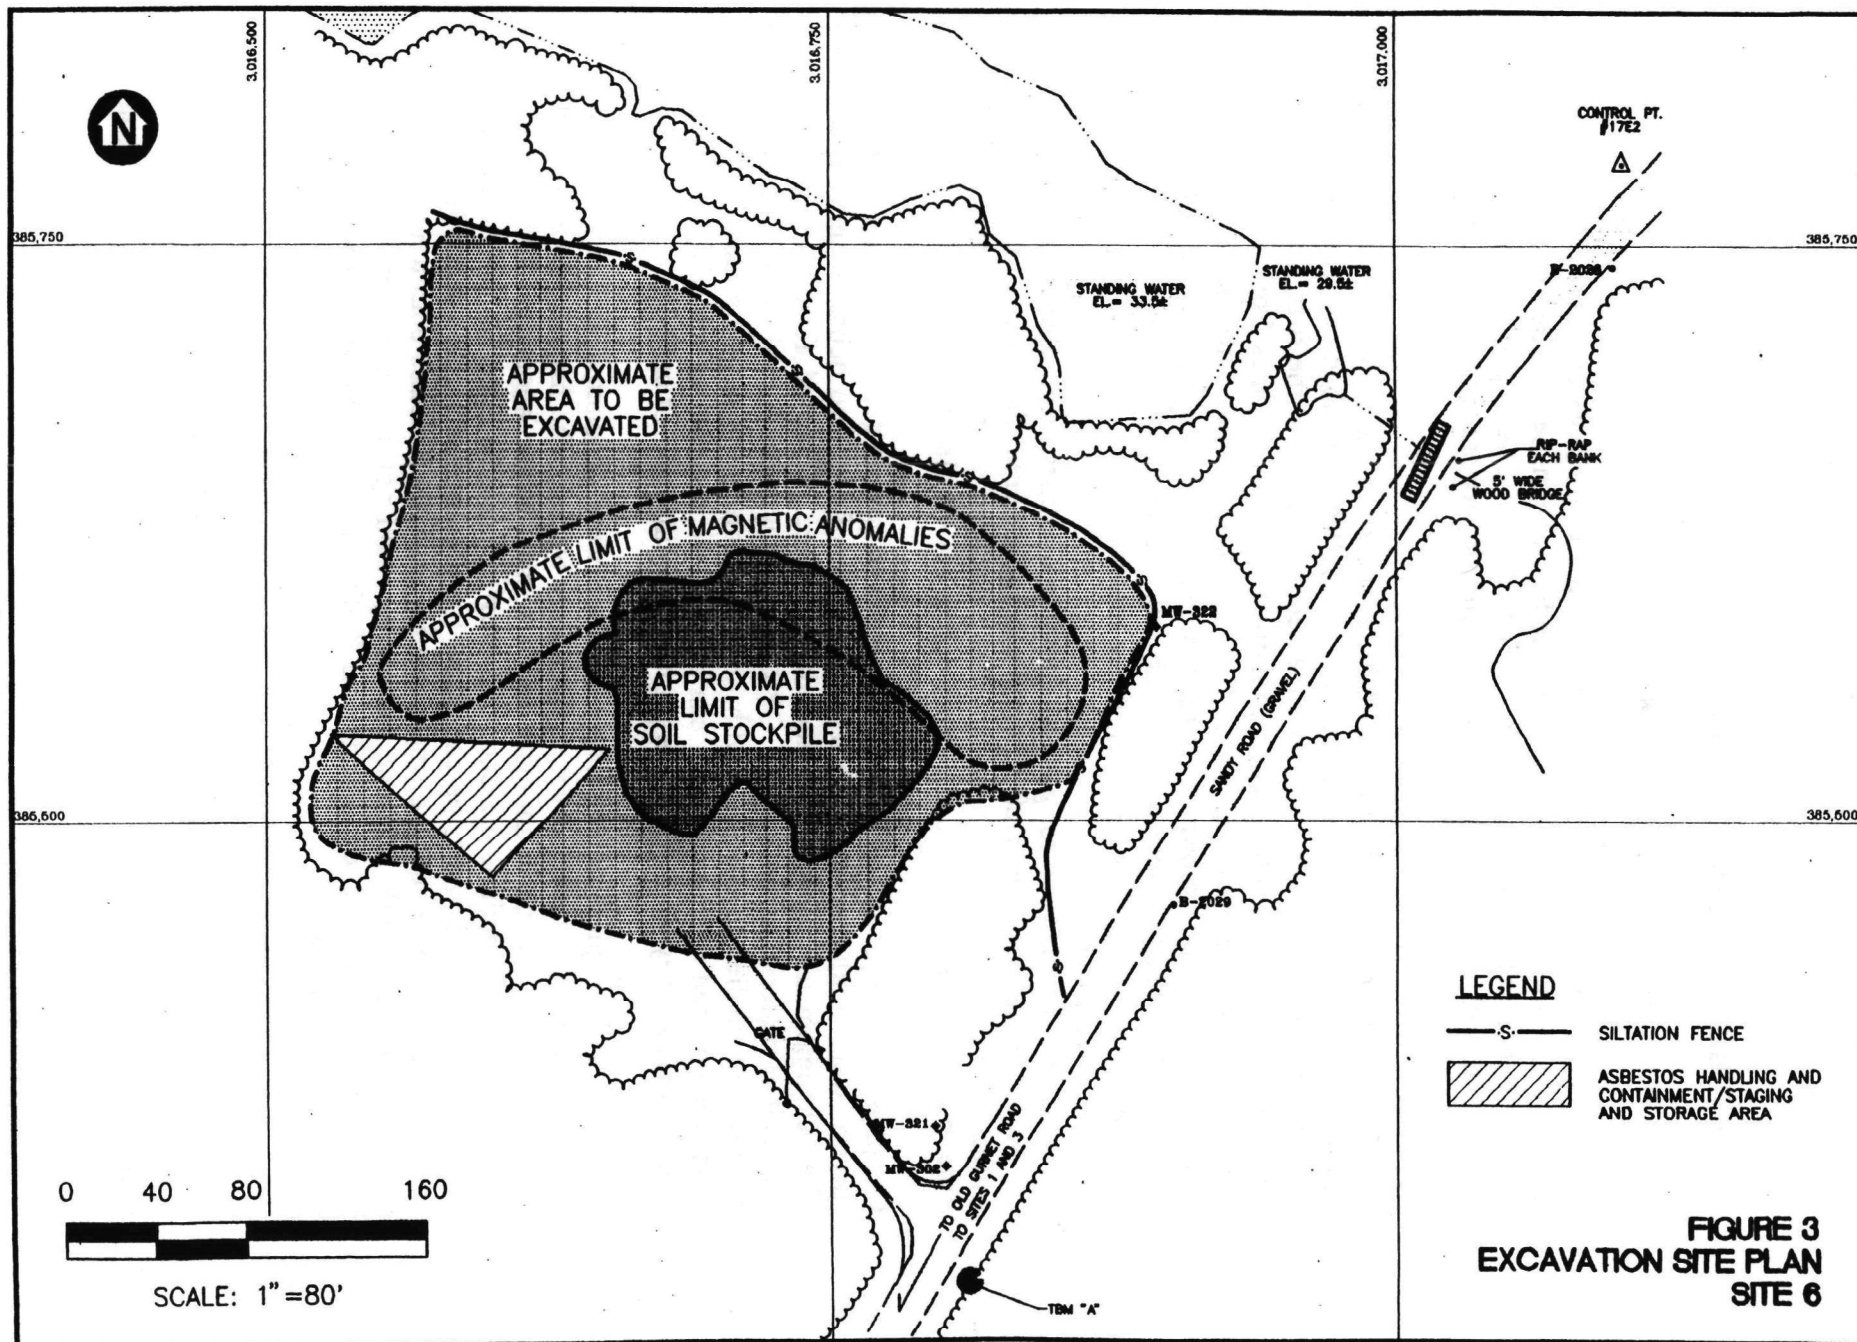 3,016,500
3,016,750
3,017,000
N
CONTROL PT.
#17E2
385,750
385,750
B-2028
STANDING WATER
EL.= 33.5±
STANDING WATER
EL.= 29.5±
APPROXIMATE
AREA TO BE
EXCAVATED
RIP-RAP
EACH BANK
5' WIDE
WOOD BRIDGE
APPROXIMATE LIMIT OF MAGNETIC ANOMALIES
S
S
S
S
MW-322
APPROXIMATE
LIMIT OF
SOIL STOCKPILE
SANDY ROAD (GRAVEL)
385,500
385,500
B-2029
S
GATE
MW-321
MW-302
TO OLD GURNET ROAD
TO SITES 1 AND 3
TBM "A"
LEGEND
S
SILTATION FENCE
ASBESTOS HANDLING AND
CONTAINMENT/STAGING
AND STORAGE AREA
0 40 80 160
SCALE: 1"=80'
FIGURE 3
EXCAVATION SITE PLAN
SITE 6